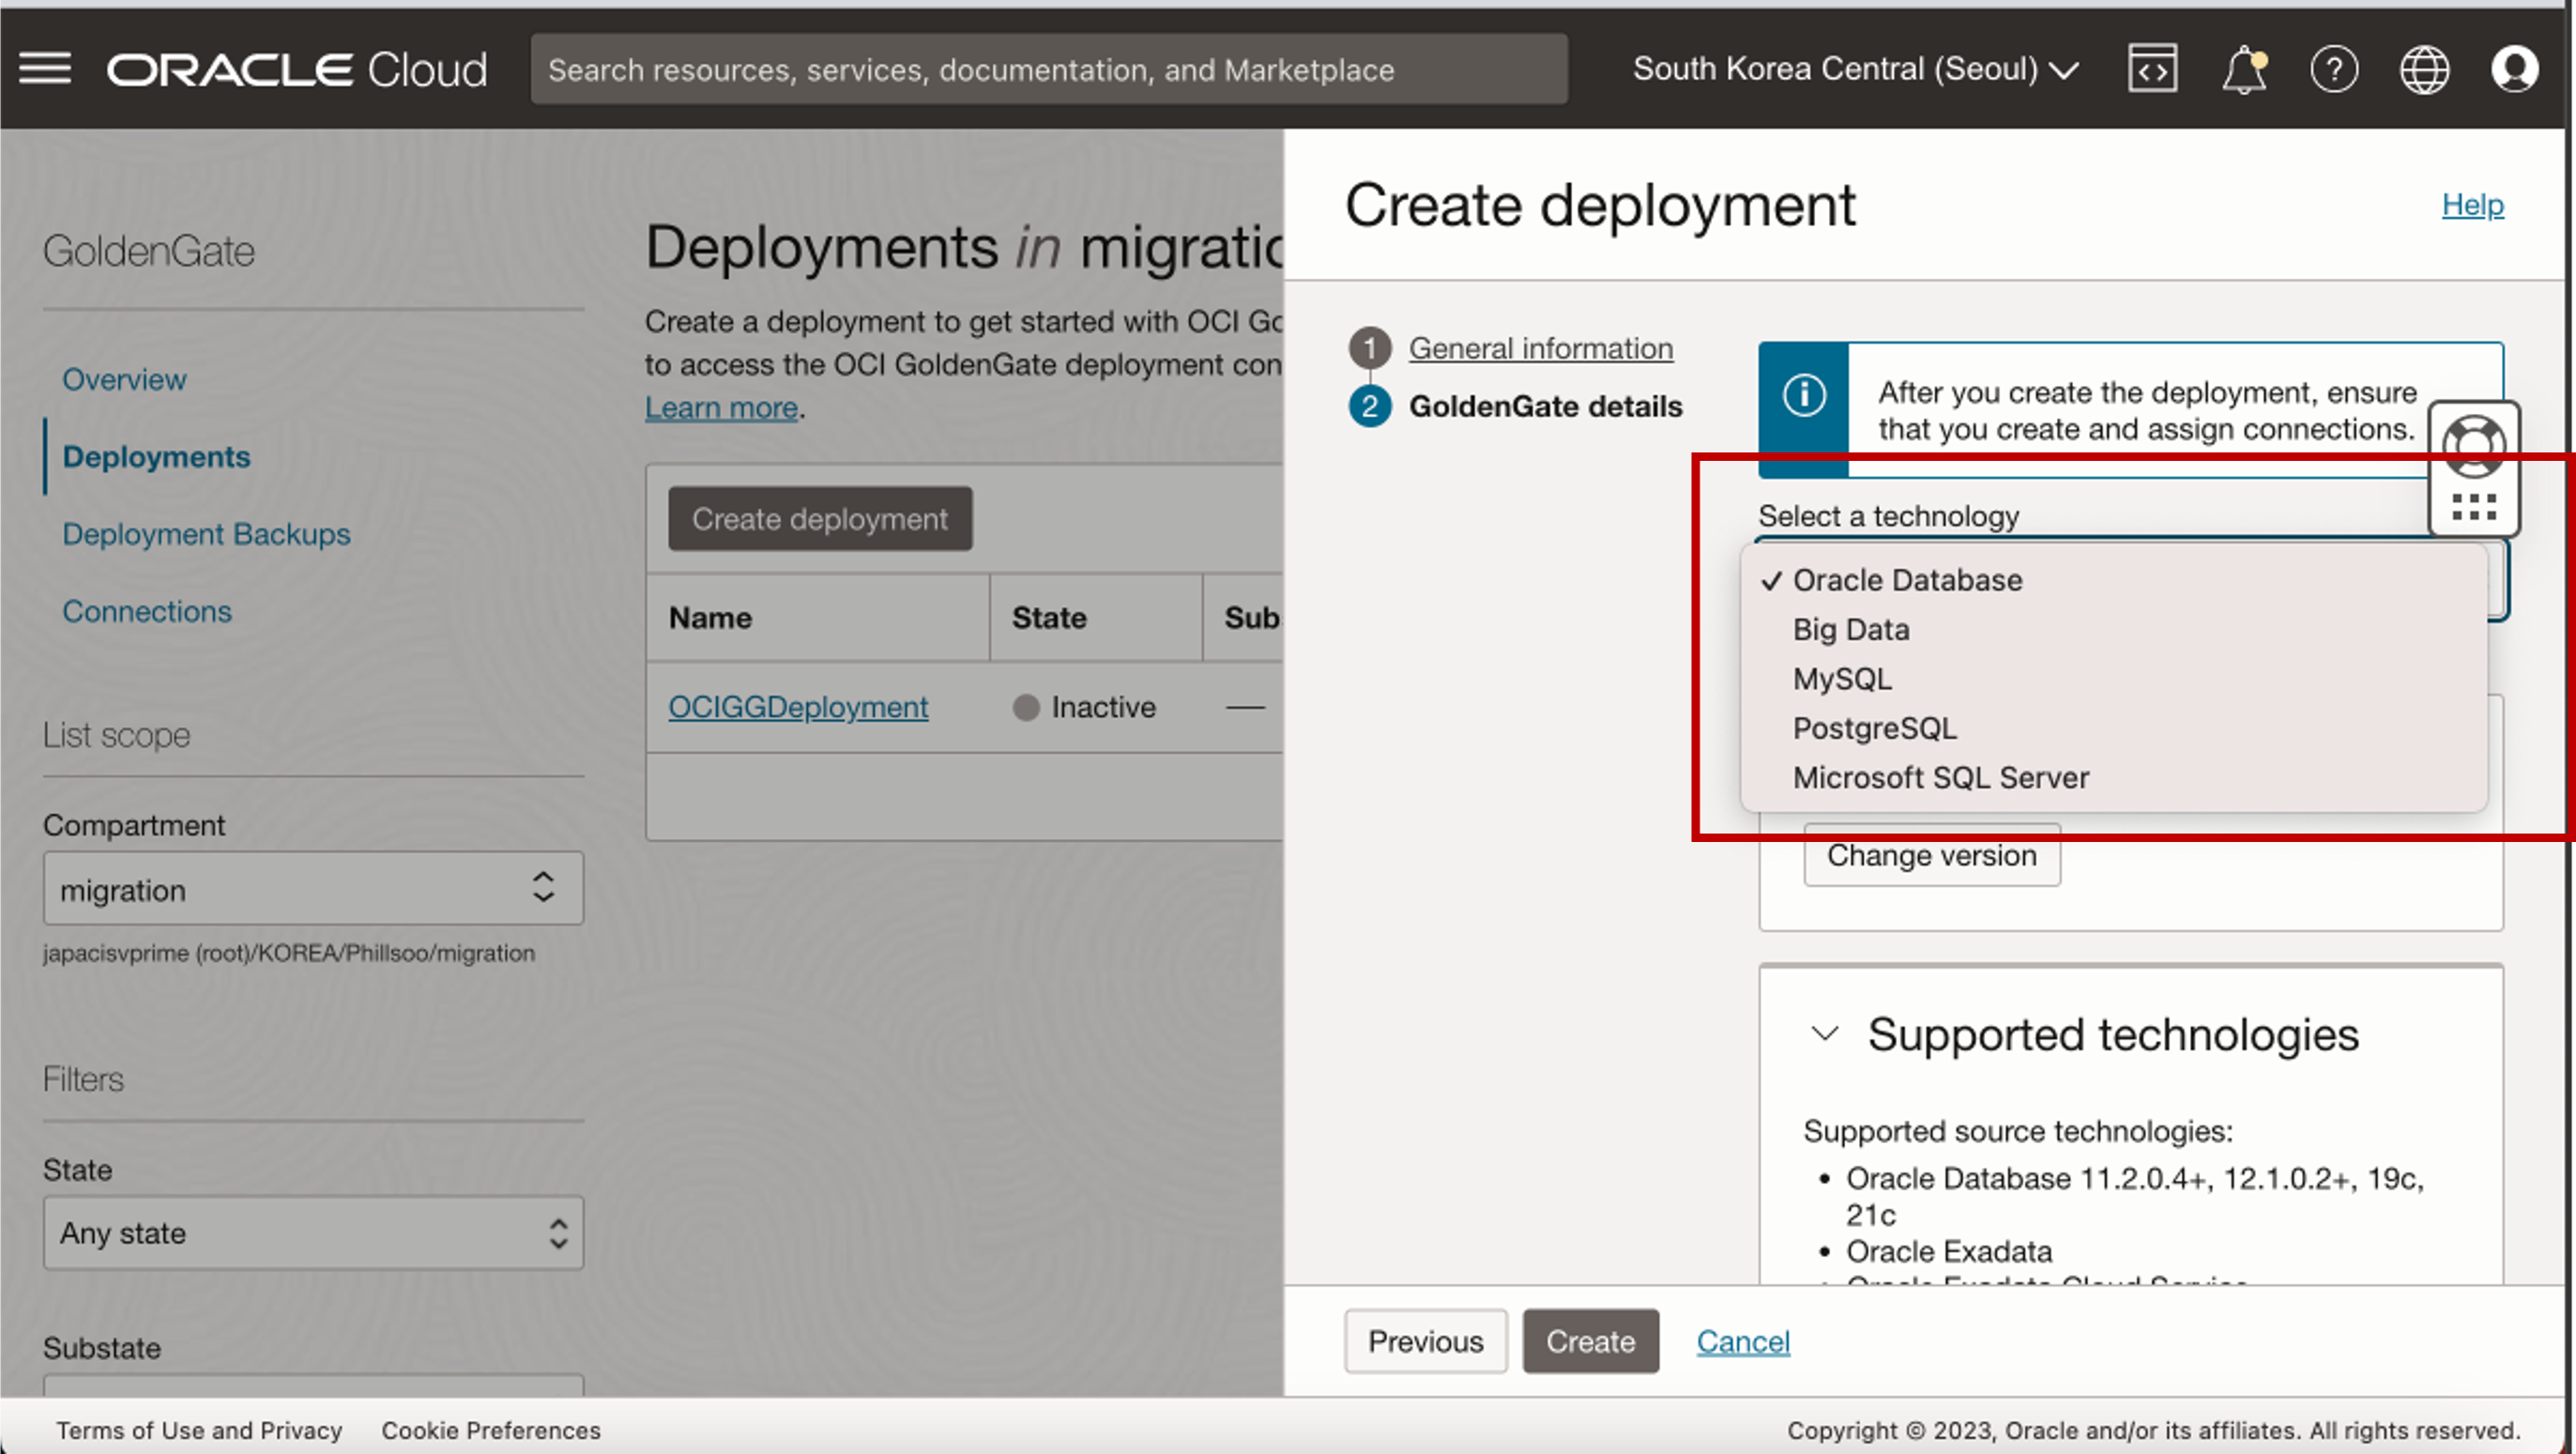 ORACLE Cloud
Search resources, services, documentation, and Marketplace
South Korea Central (Seoul)
GoldenGate
Overview
Deployments
Deployment Backups
Connections
List scope
Compartment
migration
japacisvprime (root)/KOREA/Phillsoo/migration
Filters
State
Any state
Substate
Deployments in migratio
Create a deployment to get started with OCI Go
to access the OCI GoldenGate deployment con
Learn more.
Create deployment
Name State Sub
OCIGGDeployment Inactive —
Create deployment
Help
1 General information
2 GoldenGate details
After you create the deployment, ensure
that you create and assign connections.
Select a technology
✓ Oracle Database
Big Data
MySQL
PostgreSQL
Microsoft SQL Server
Change version
Supported technologies
Supported source technologies:
• Oracle Database 11.2.0.4+, 12.1.0.2+, 19c,
21c
• Oracle Exadata
• Oracle Exadata Cloud Service
Previous Create Cancel
Terms of Use and Privacy Cookie Preferences
Copyright © 2023, Oracle and/or its affiliates. All rights reserved.